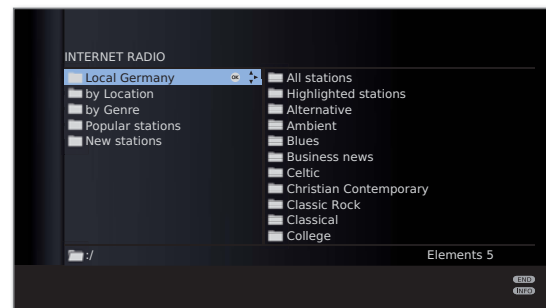 INTERNET RADIO
Local Germany OK
by Location
by Genre
Popular stations
New stations
All stations
Highlighted stations
Alternative
Ambient
Blues
Business news
Celtic
Christian Contemporary
Classic Rock
Classical
College
:/ Elements 5
END
INFO